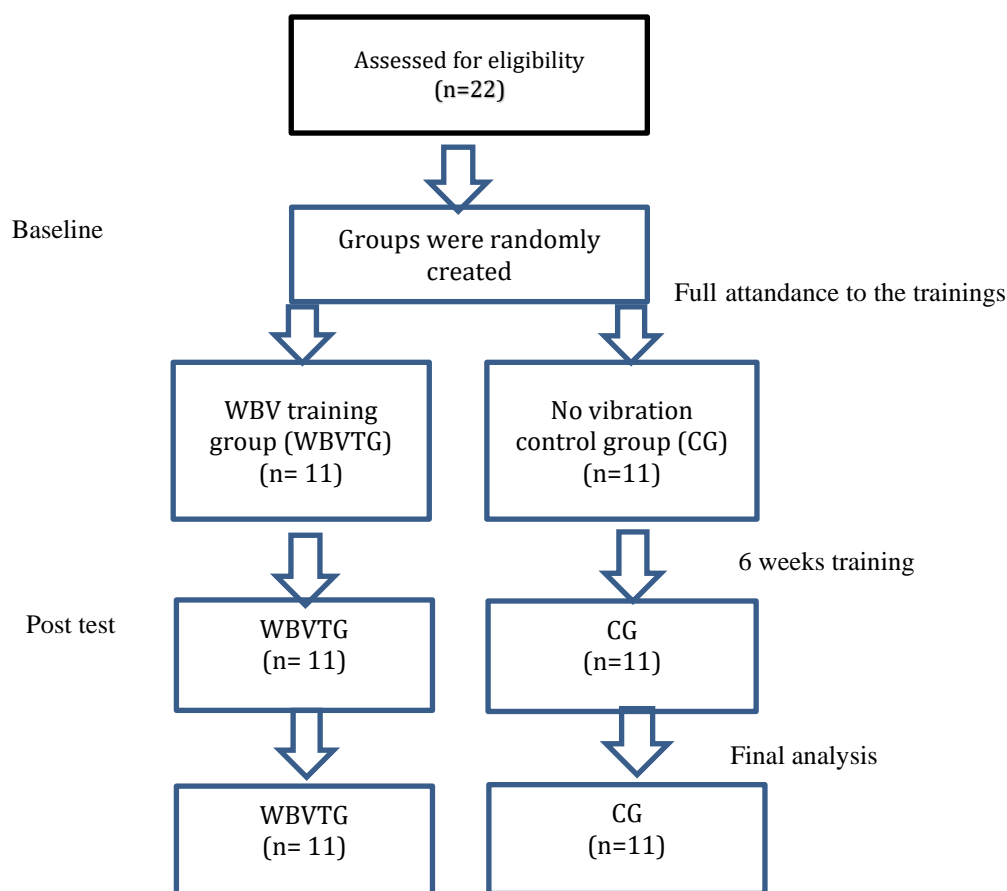 Assessed for eligibility
(n=22)
Baseline
Groups were randomly
created
Full attandance to the trainings
WBV training
group (WBVTG)
(n= 11)
No vibration
control group (CG)
(n=11)
6 weeks training
Post test
WBVTG
(n= 11)
CG
(n=11)
Final analysis
WBVTG
(n= 11)
CG
(n=11)